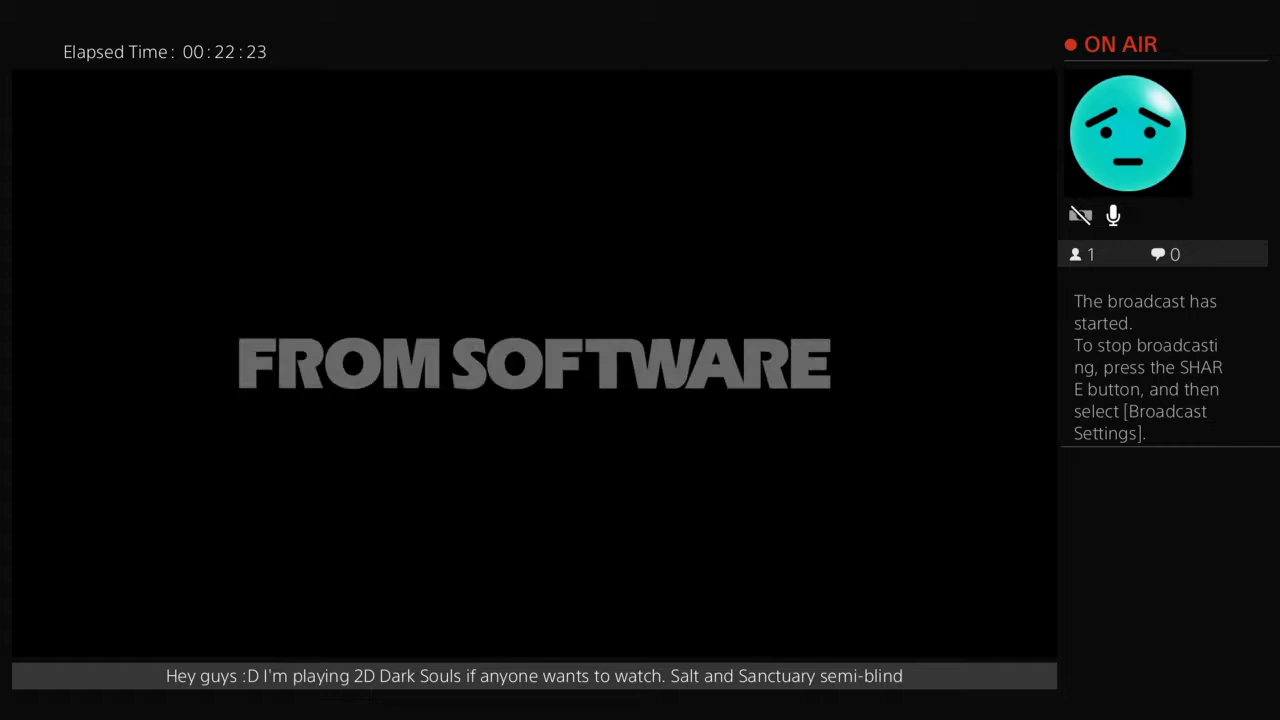 Elapsed Time: 00:22:23
ON AIR
1
0
The broadcast has
started.
To stop broadcasti
ng, press the SHAR
E button, and then
select [Broadcast
Settings].
FROM SOFTWARE
Hey guys :D I'm playing 2D Dark Souls if anyone wants to watch. Salt and Sanctuary semi-blind